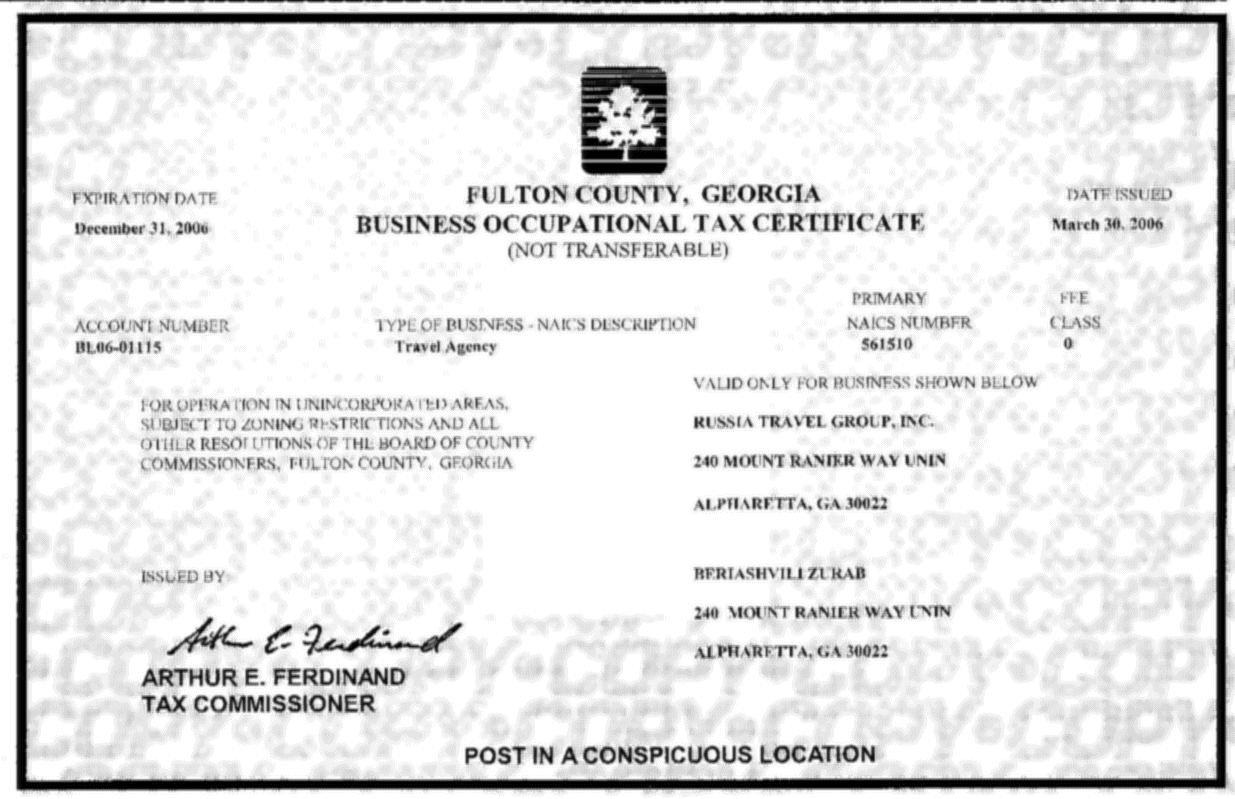 FULTON COUNTY, GEORGIA
BUSINESS OCCUPATIONAL TAX CERTIFICATE
(NOT TRANSFERABLE)
EXPIRATION DATE
December 31, 2006
DATE ISSUED
March 30, 2006
ACCOUNT NUMBER
BL06-01115
TYPE OF BUSINESS - NAICS DESCRIPTION
Travel Agency
PRIMARY
NAICS NUMBER
561510
FEE
CLASS
0
FOR OPERATION IN UNINCORPORATED AREAS,
SUBJECT TO ZONING RESTRICTIONS AND ALL
OTHER RESOLUTIONS OF THE BOARD OF COUNTY
COMMISSIONERS, FULTON COUNTY, GEORGIA
VALID ONLY FOR BUSINESS SHOWN BELOW
RUSSIA TRAVEL GROUP, INC.
240 MOUNT RANIER WAY UNIN
ALPHARETTA, GA 30022
BERIASHVILI ZURAB
240 MOUNT RANIER WAY UNIN
ALPHARETTA, GA 30022
ISSUED BY:
Arthur E. Ferdinand
ARTHUR E. FERDINAND
TAX COMMISSIONER
POST IN A CONSPICUOUS LOCATION